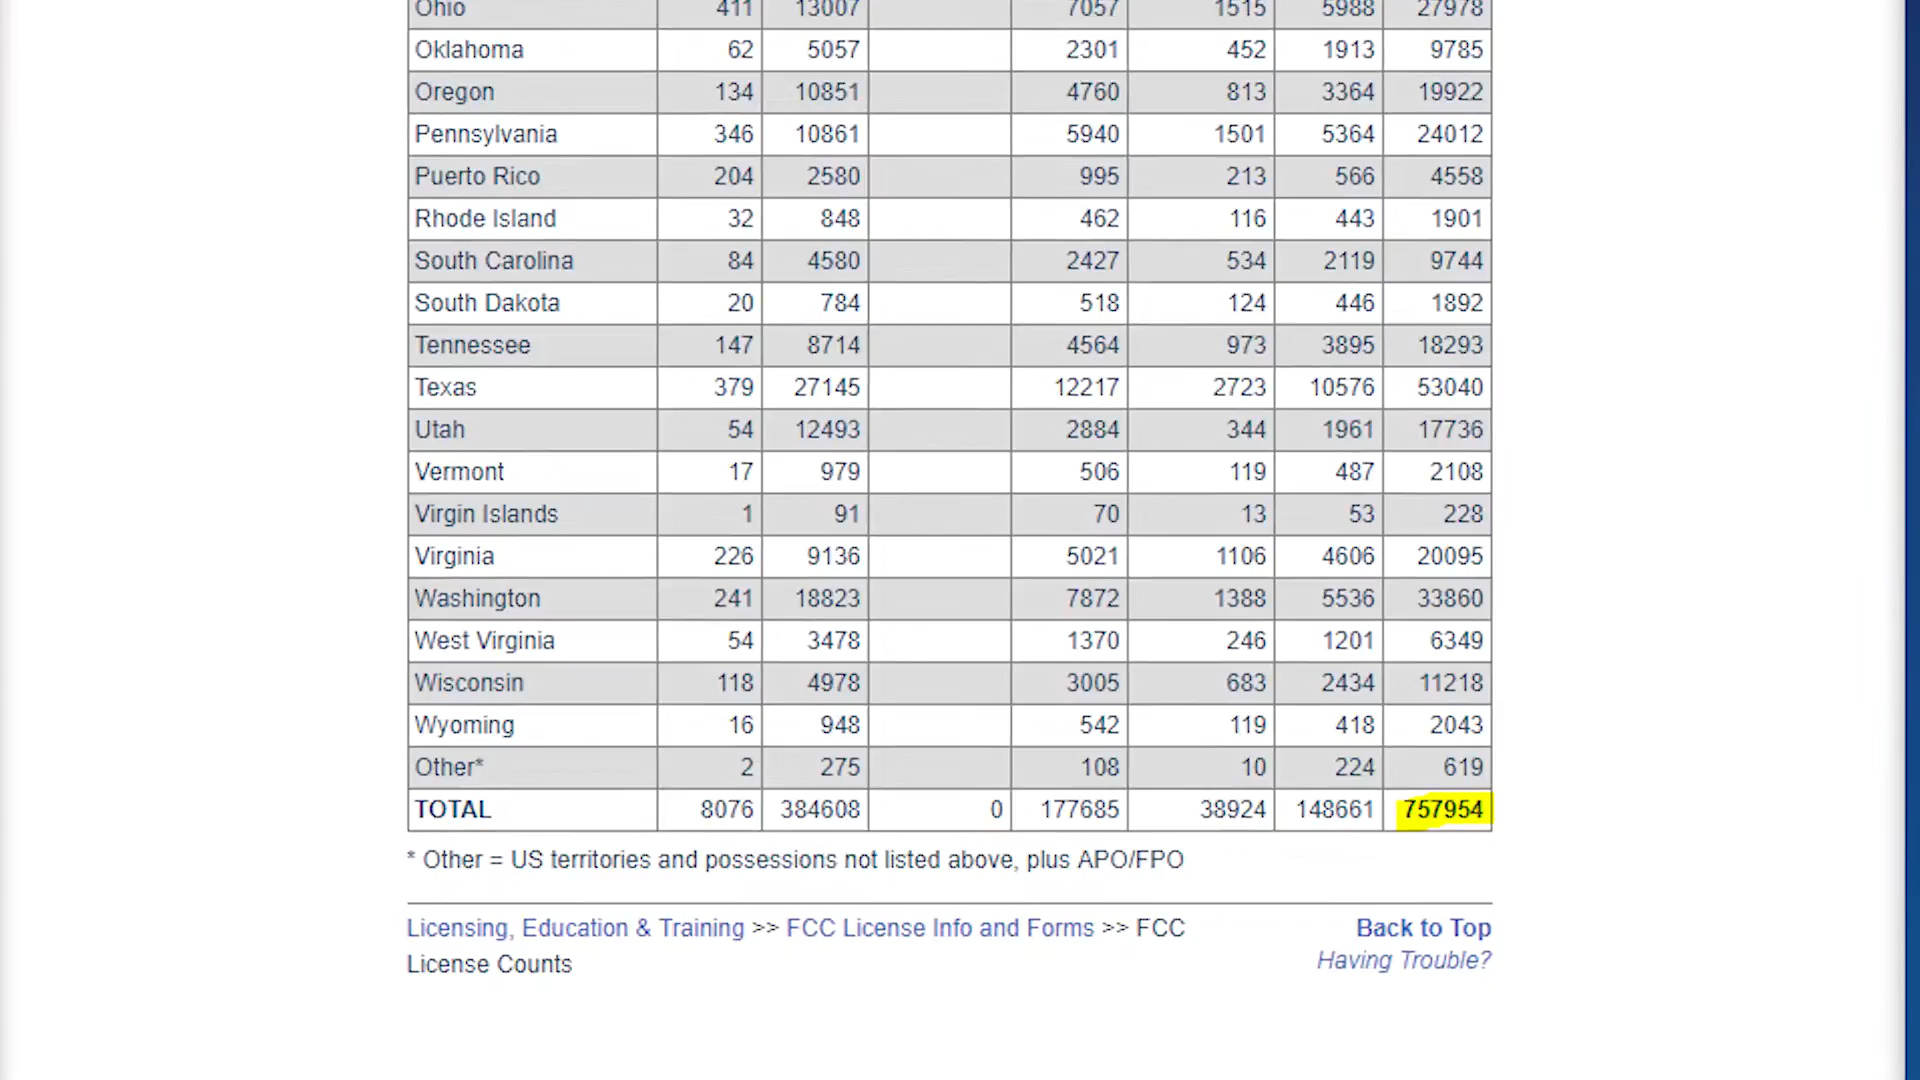 Ohio 411 13007 7057 1515 5988 27978
Oklahoma 62 5057 2301 452 1913 9785
Oregon 134 10851 4760 813 3364 19922
Pennsylvania 346 10861 5940 1501 5364 24012
Puerto Rico 204 2580 995 213 566 4558
Rhode Island 32 848 462 116 443 1901
South Carolina 84 4580 2427 534 2119 9744
South Dakota 20 784 518 124 446 1892
Tennessee 147 8714 4564 973 3895 18293
Texas 379 27145 12217 2723 10576 53040
Utah 54 12493 2884 344 1961 17736
Vermont 17 979 506 119 487 2108
Virgin Islands 1 91 70 13 53 228
Virginia 226 9136 5021 1106 4606 20095
Washington 241 18823 7872 1388 5536 33860
West Virginia 54 3478 1370 246 1201 6349
Wisconsin 118 4978 3005 683 2434 11218
Wyoming 16 948 542 119 418 2043
Other* 2 275 108 10 224 619
TOTAL 8076 384608 0 177685 38924 148661 757954
* Other = US territories and possessions not listed above, plus APO/FPO
Licensing, Education & Training >> FCC License Info and Forms >> FCC
License Counts
Back to Top
Having Trouble?